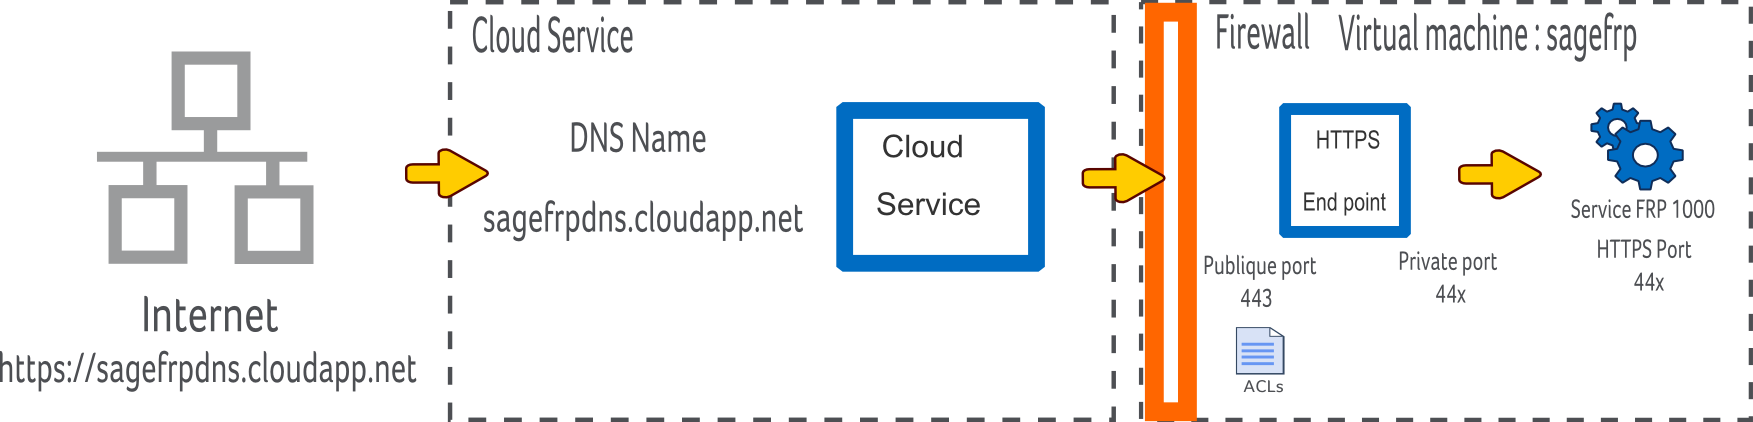 Internet
https://sagefrpdns.cloudapp.net
Cloud Service
DNS Name
sagefrpdns.cloudapp.net
Cloud
Service
Firewall
Virtual machine : sagefrp
HTTPS
End point
Publique port
443
ACLs
Private port
44x
Service FRP 1000
HTTPS Port
44x